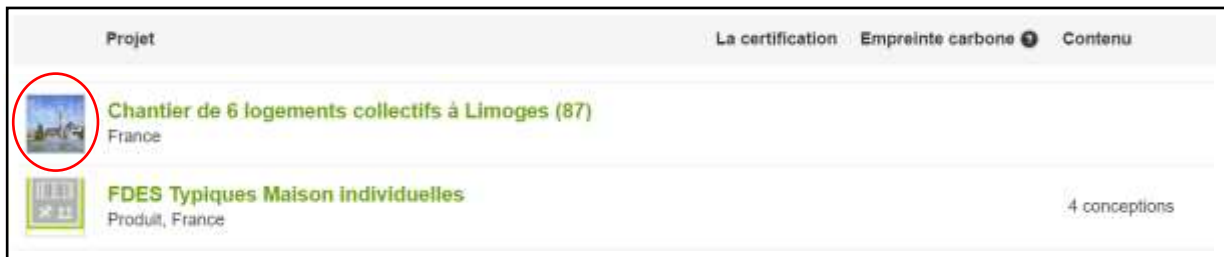 Projet La certification Empreinte carbone ? Contenu
Chantier de 6 logements collectifs à Limoges (87)
France
FDES Typiques Maison individuelles
Produit, France
4 conceptions